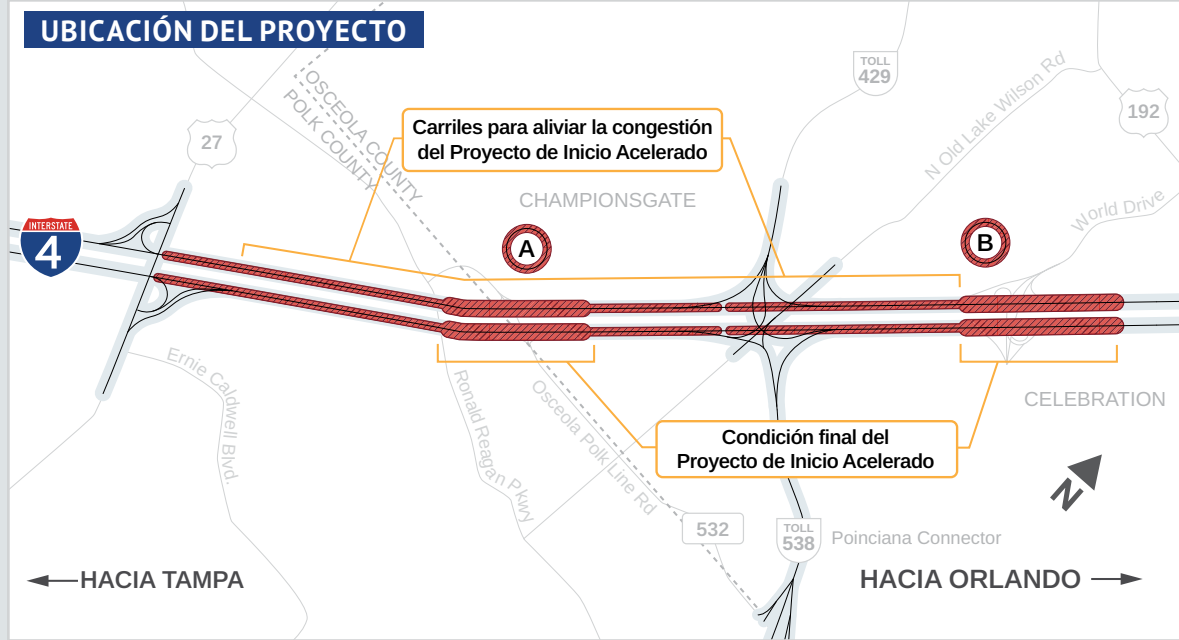 UBICACIÓN DEL PROYECTO
TOLL
429
192
27
OSCEOLA COUNTY
POLK COUNTY
N Old Lake Wilson Rd
Carriles para aliviar la congestión
del Proyecto de Inicio Acelerado
CHAMPIONSGATE
World Drive
INTERSTATE
4
A
B
Ernie Caldwell Blvd.
Ronald Reagan Pkwy
Osceola Polk Line Rd
CELEBRATION
Condición final del
Proyecto de Inicio Acelerado
N
532
TOLL
538
Poinciana Connector
HACIA TAMPA
HACIA ORLANDO